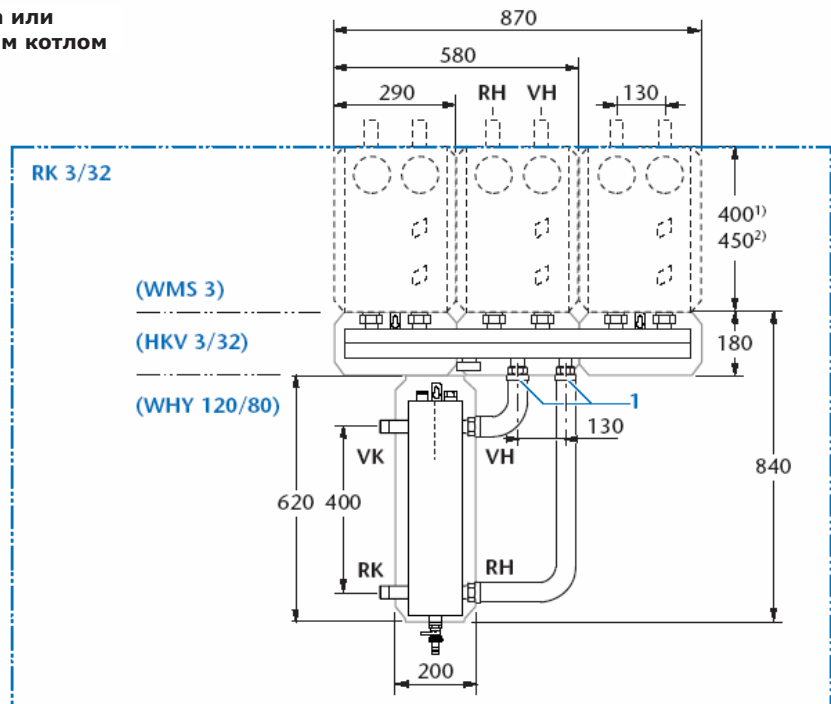 а или
м котлом
870
580
290 RH VH 130
RK 3/32
400¹⁾
450²⁾
(WMS 3)
(HKV 3/32)
180
(WHY 120/80)
1
130
VK VH
840
620 400
RK RH
200